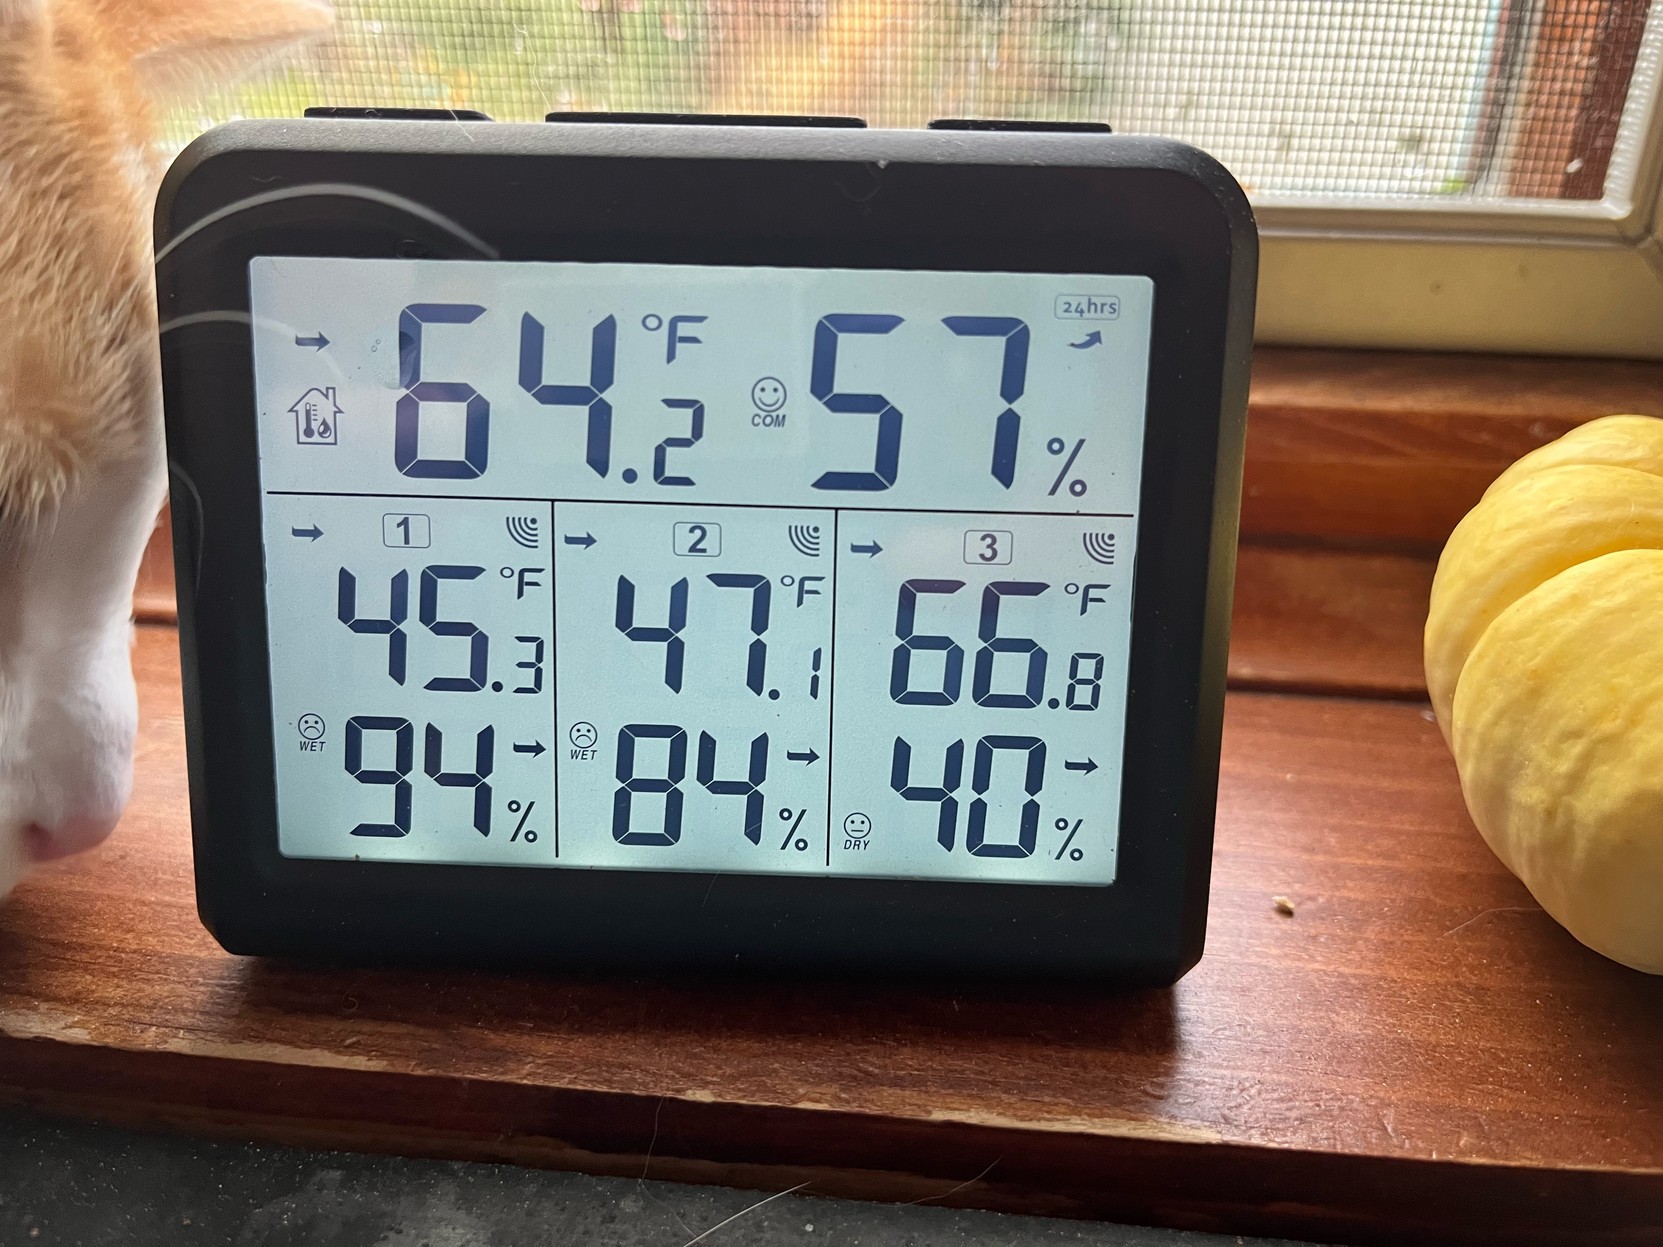 24hrs
64.2 °F COM 57 %
1 2 3
45.3 °F 47.1 °F 66.8 °F
WET 94 % WET 84 % DRY 40 %